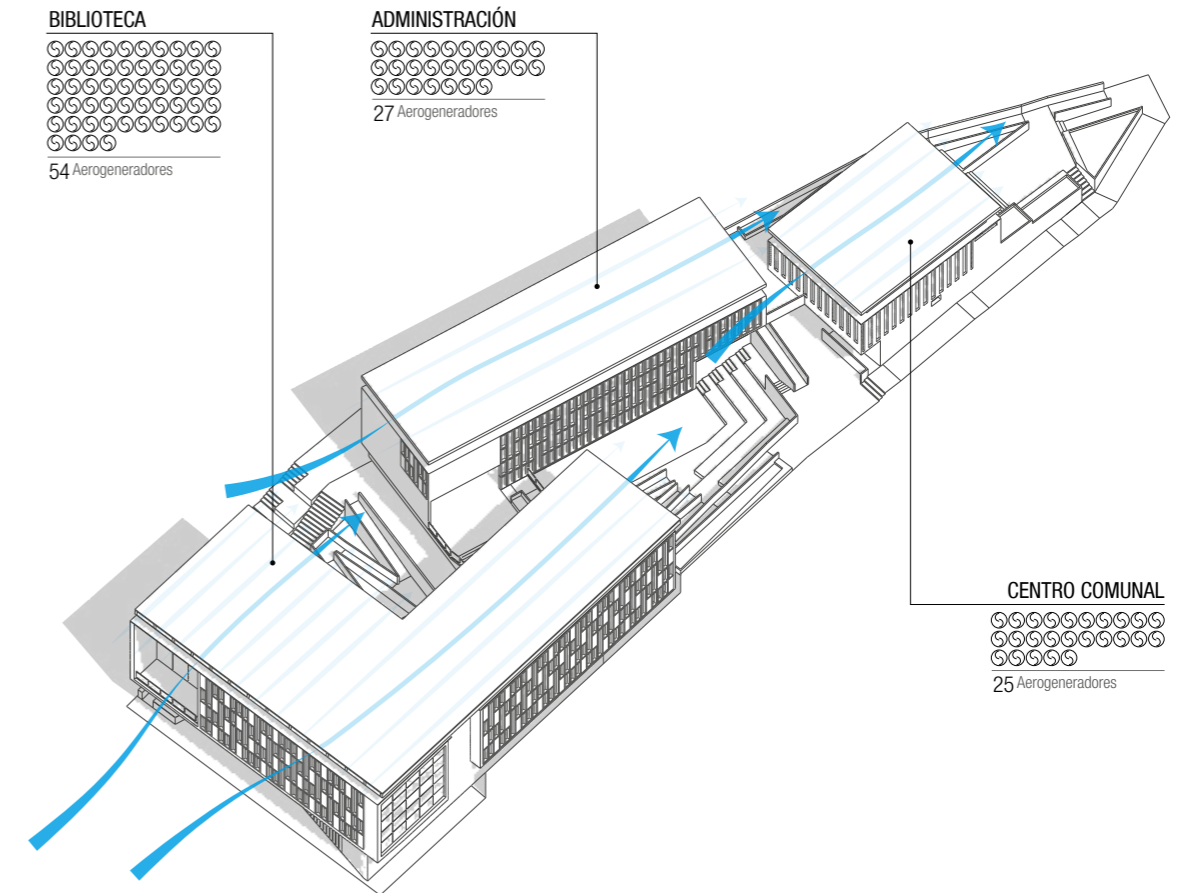 BIBLIOTECA
54 Aerogeneradores
ADMINISTRACIÓN
27 Aerogeneradores
CENTRO COMUNAL
25 Aerogeneradores